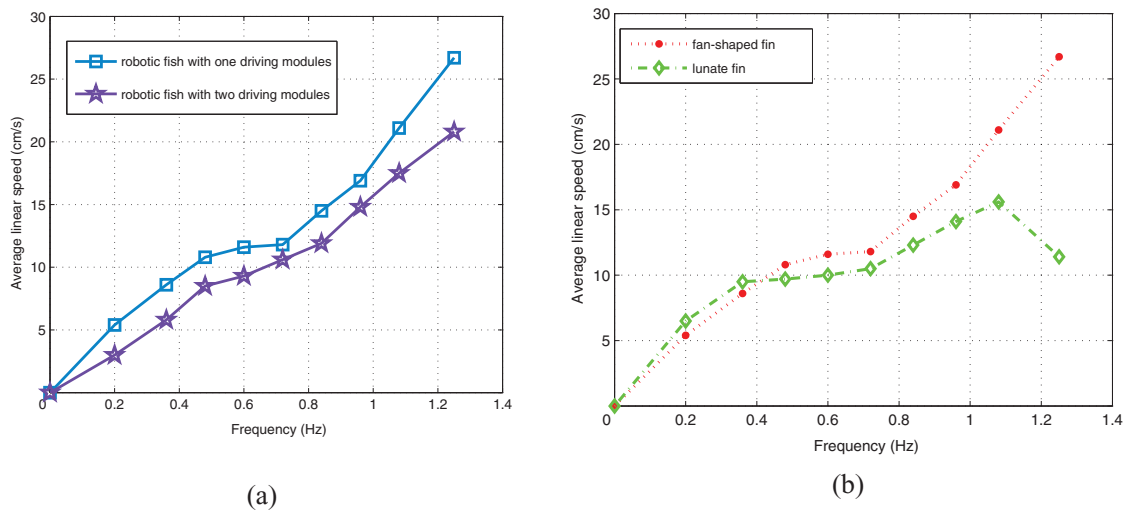 30
25
20
15
10
5
0
0.2
0.4
0.6
0.8
1
1.2
1.4
Average linear speed (cm/s)
Frequency (Hz)
robotic fish with one driving modules
robotic fish with two driving modules
(a)
30
25
20
15
10
5
0
0.2
0.4
0.6
0.8
1
1.2
1.4
Average linear speed (cm/s)
Frequency (Hz)
fan-shaped fin
lunate fin
(b)